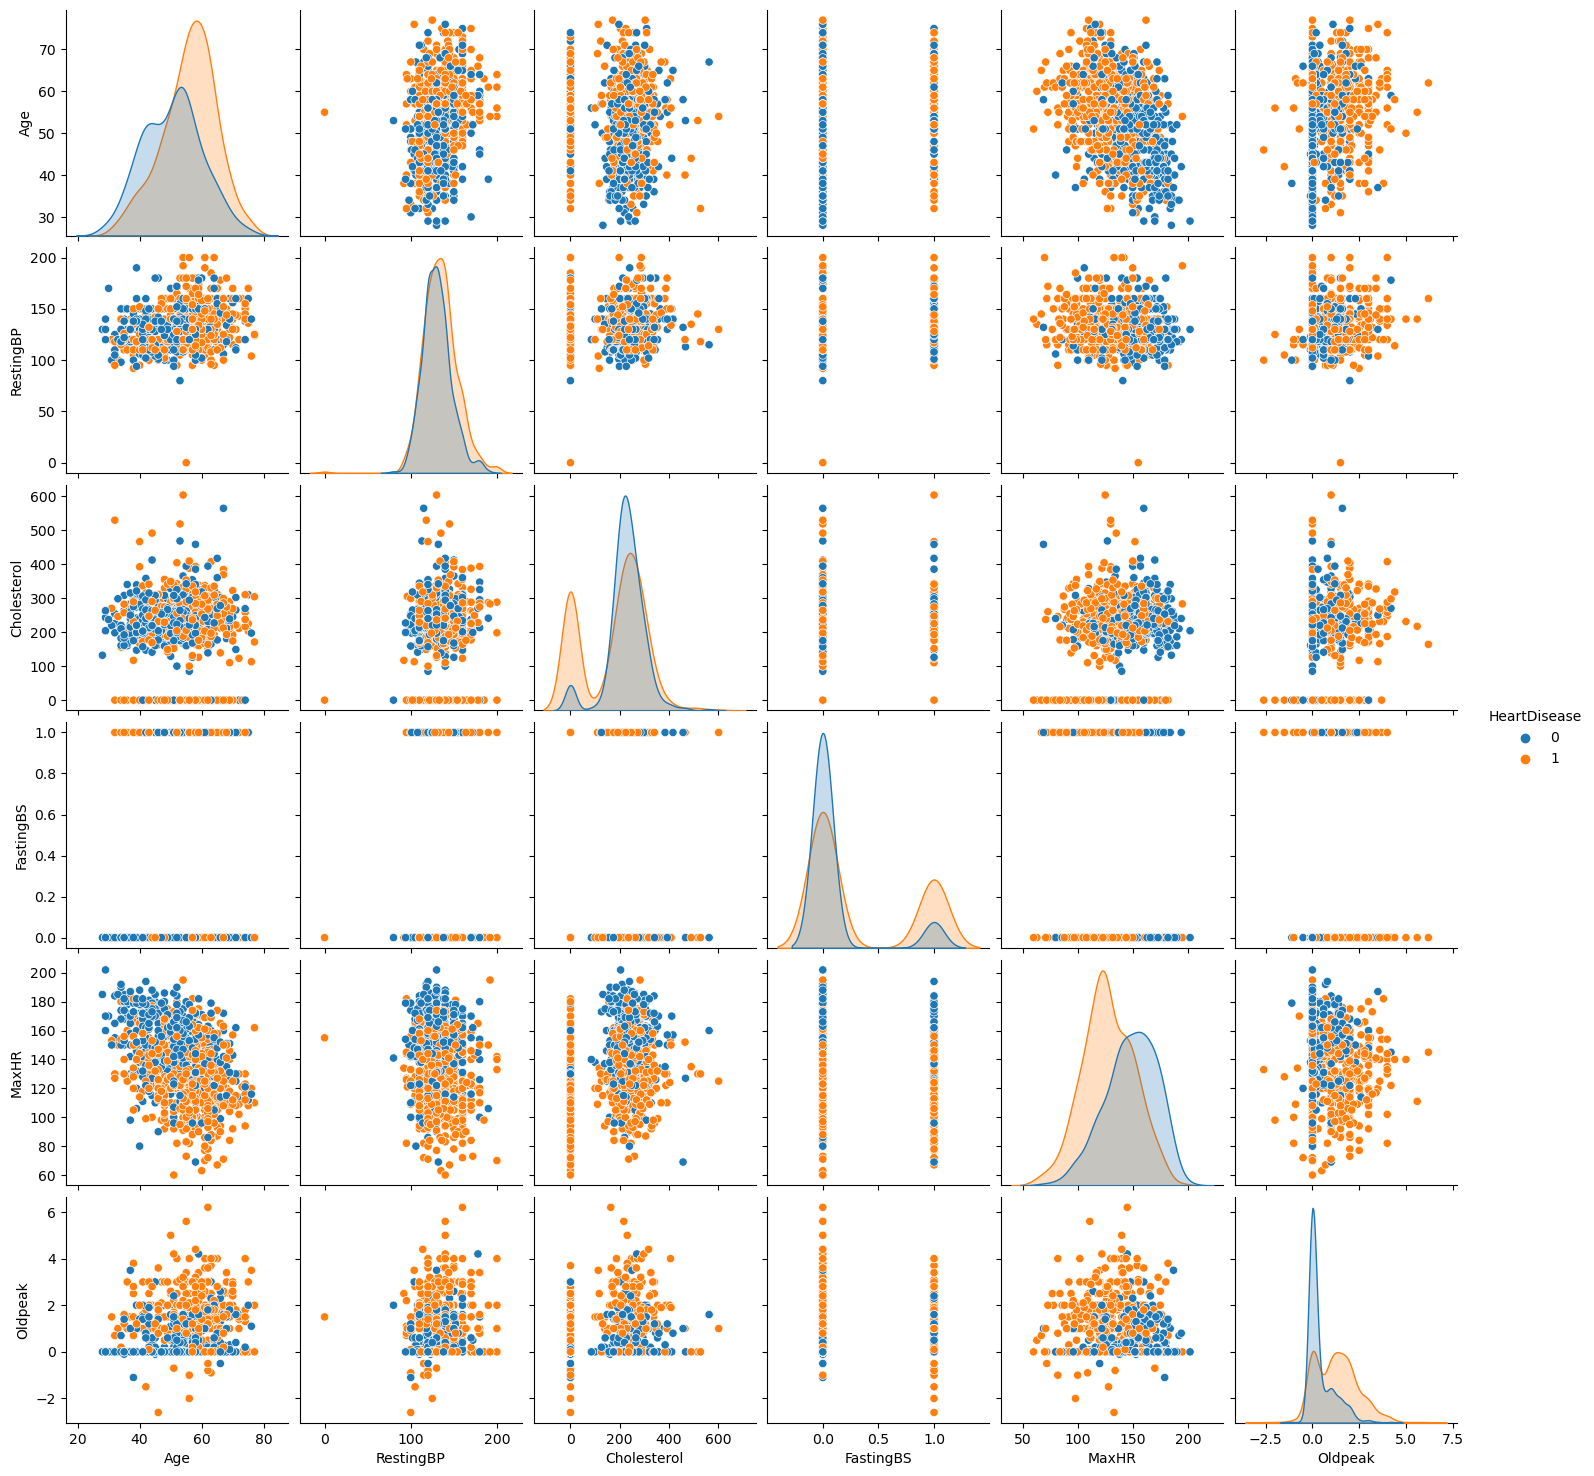 70
60
50
40
30
Age
200
150
100
50
0
RestingBP
600
500
400
300
200
100
0
Cholesterol
HeartDisease
0
1
1.0
0.8
0.6
0.4
0.2
0.0
FastingBS
200
180
160
140
120
100
80
60
MaxHR
6
4
2
0
−2
Oldpeak
20 40 60 80
Age
0 100 200
RestingBP
0 200 400 600
Cholesterol
0.0 0.5 1.0
FastingBS
50 100 150 200
MaxHR
−2.5 0.0 2.5 5.0 7.5
Oldpeak